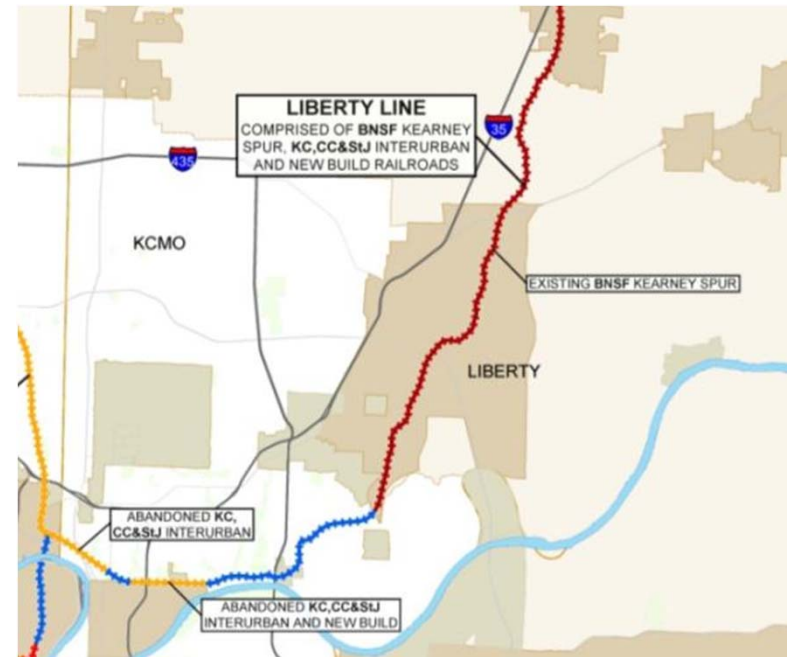 LIBERTY LINE
COMPRISED OF BNSF KEARNEY
SPUR, KC,CC&StJ INTERURBAN
AND NEW BUILD RAILROADS
35
435
KCMO
EXISTING BNSF KEARNEY SPUR
LIBERTY
ABANDONED KC,
CC&StJ INTERURBAN
ABANDONED KC,CC&StJ
INTERURBAN AND NEW BUILD